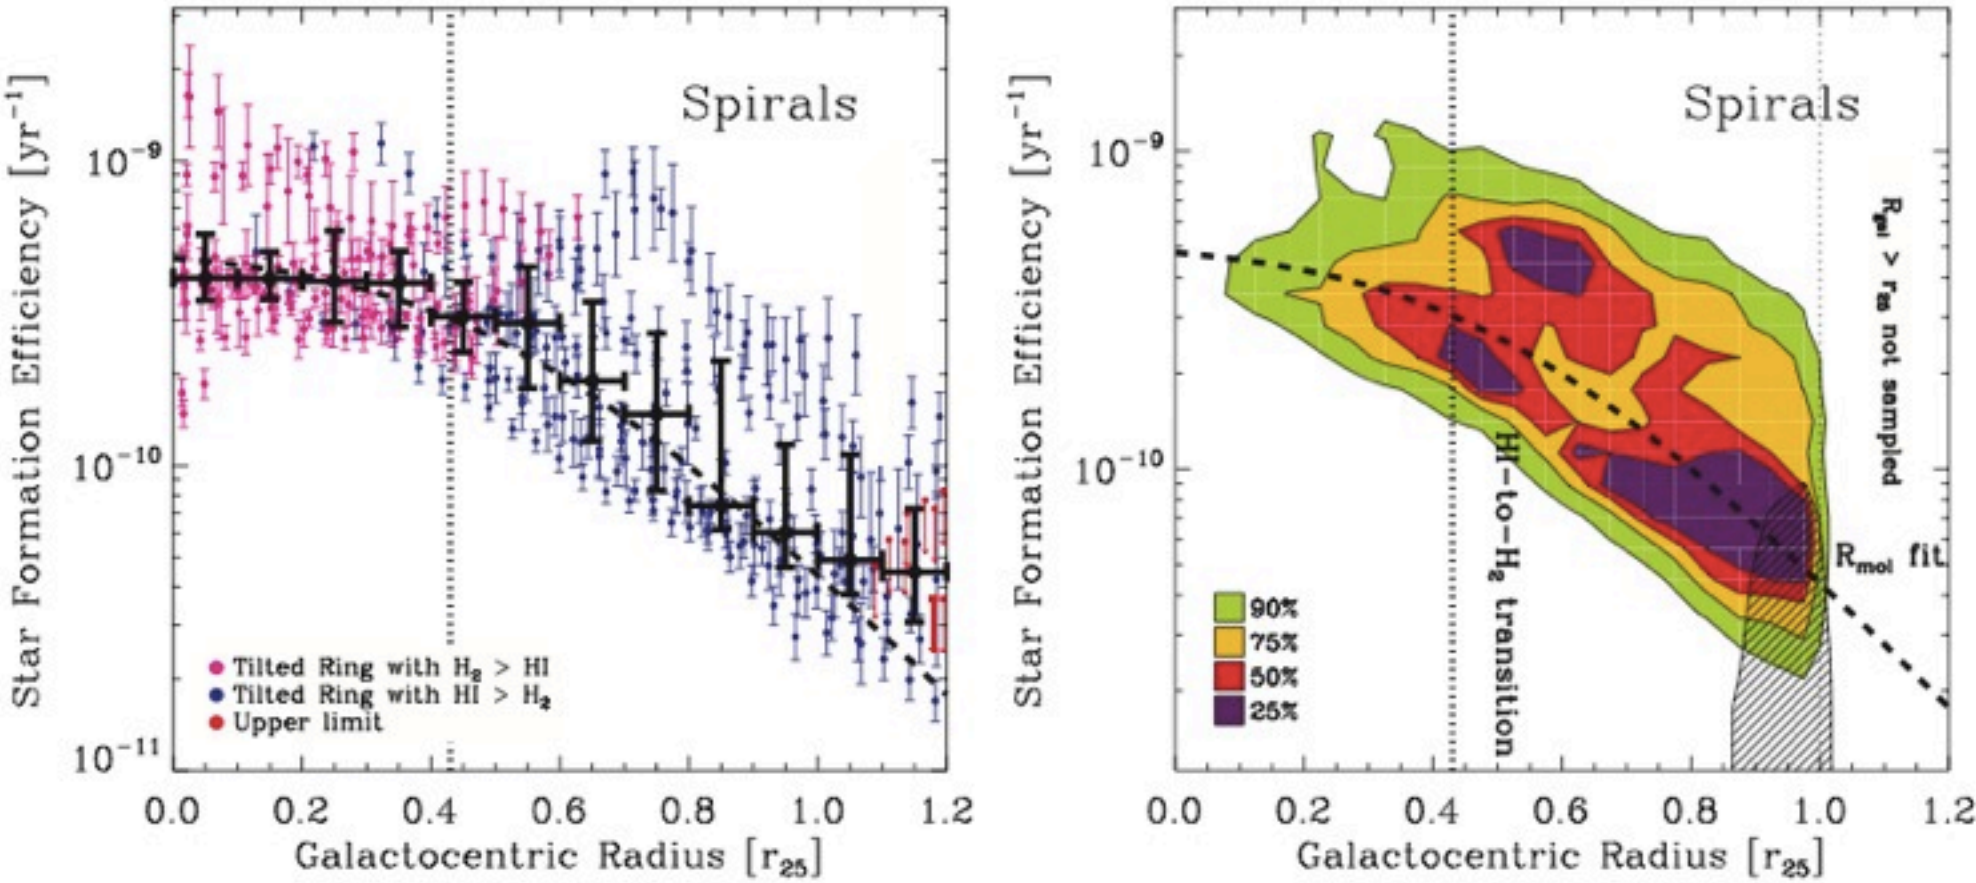 Star Formation Efficiency [yr⁻¹]
10⁻⁹
10⁻¹⁰
10⁻¹¹
Spirals
Tilted Ring with H₂ > HI
Tilted Ring with HI > H₂
Upper limit
0.0 0.2 0.4 0.6 0.8 1.0 1.2
Galactocentric Radius [r₂₅]
Star Formation Efficiency [yr⁻¹]
10⁻⁹
10⁻¹⁰
Spirals
R_gal > r₂₅ not sampled
HI-to-H₂ transition
R_mol fit
90%
75%
50%
25%
0.0 0.2 0.4 0.6 0.8 1.0 1.2
Galactocentric Radius [r₂₅]